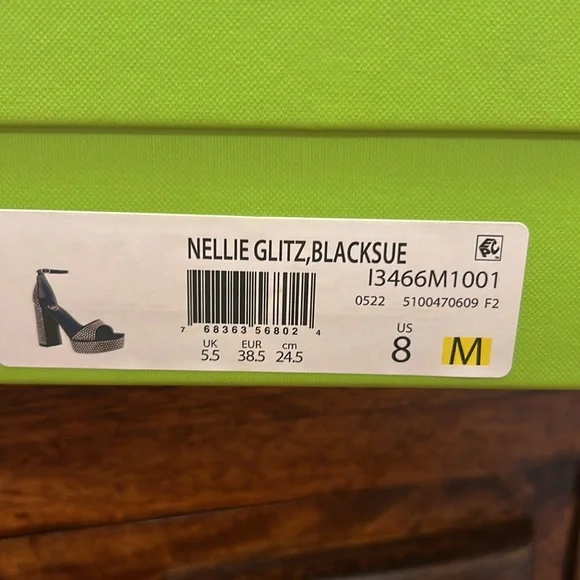 NELLIE GLITZ,BLACKSUE
I3466M1001
0522 5100470609 F2
7 68363 56802 4
UK EUR cm
5.5 38.5 24.5
US
8 M